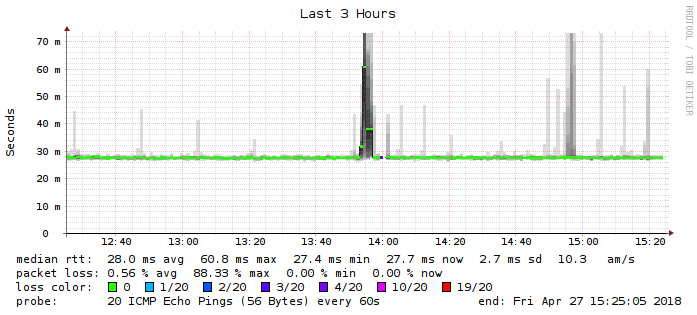 Last 3 Hours
RRDTOOL / TOBI OETIKER
Seconds
70 m
60 m
50 m
40 m
30 m
20 m
10 m
0
12:40 13:00 13:20 13:40 14:00 14:20 14:40 15:00 15:20
median rtt: 28.0 ms avg 60.8 ms max 27.4 ms min 27.7 ms now 2.7 ms sd 10.3 am/s
packet loss: 0.56 % avg 88.33 % max 0.00 % min 0.00 % now
loss color: 0 1/20 2/20 3/20 4/20 10/20 19/20
probe: 20 ICMP Echo Pings (56 Bytes) every 60s end: Fri Apr 27 15:25:05 2018